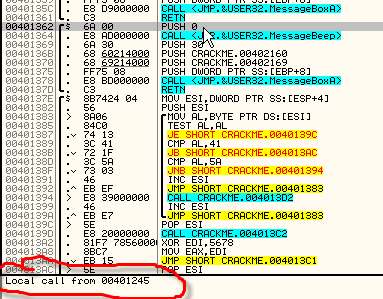 E8 D9000000 CALL <JMP.&USER32.MessageBoxA>
00401361 L. C3 RETN
00401362 r$ 6A 00 PUSH 0
00401364 . E8 AD000000 CALL <JMP.&USER32.MessageBeep>
. 6A 30 PUSH 30
. 68 60214000 PUSH CRACKME.00402160
. 68 69214000 PUSH CRACKME.00402169
. FF75 08 PUSH DWORD PTR SS:[EBP+8]
. E8 BD000000 CALL <JMP.&USER32.MessageBoxA>
0040137D L. C3 RETN
0040137E r$ 8B7424 04 MOV ESI,DWORD PTR SS:[ESP+4]
00401382 . 56 PUSH ESI
00401383 > 8A06 MOV AL,BYTE PTR DS:[ESI]
00401385 . 84C0 TEST AL,AL
00401387 .v 74 13 JE SHORT CRACKME.0040139C
00401389 . 3C 41 CMP AL,41
0040138B .v 72 1F JB SHORT CRACKME.004013AC
0040138D . 3C 5A CMP AL,5A
0040138F .v 73 03 JNB SHORT CRACKME.00401394
00401391 . 46 INC ESI
00401392 .^ EB EF JMP SHORT CRACKME.00401383
00401394 > E8 39000000 CALL CRACKME.004013D2
00401399 . 46 INC ESI
0040139A .^ EB E7 JMP SHORT CRACKME.00401383
0040139C > 5E POP ESI
0040139D . E8 20000000 CALL CRACKME.004013C2
004013A2 . 81F7 78560000 XOR EDI,5678
004013A8 . 8BC7 MOV EAX,EDI
004013AA .v EB 15 JMP SHORT CRACKME.004013C1
004013AC > 5E POP ESI
Local call from 00401245